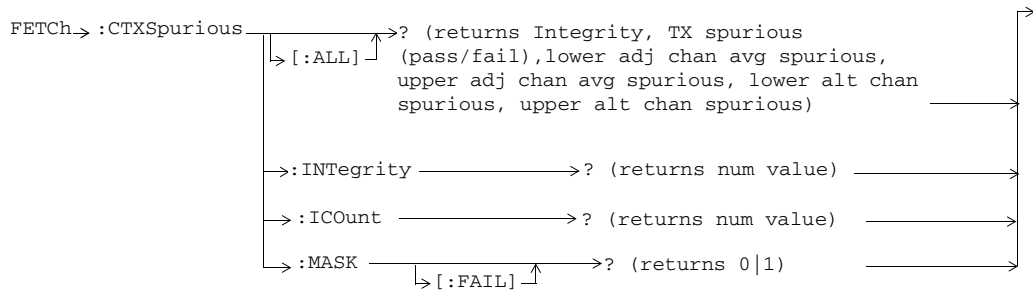 FETCh :CTXSpurious ? (returns Integrity, TX spurious
[:ALL] (pass/fail),lower adj chan avg spurious,
upper adj chan avg spurious, lower alt chan
spurious, upper alt chan spurious)
:INTegrity ? (returns num value)
:ICOunt ? (returns num value)
:MASK ? (returns 0|1)
[:FAIL]